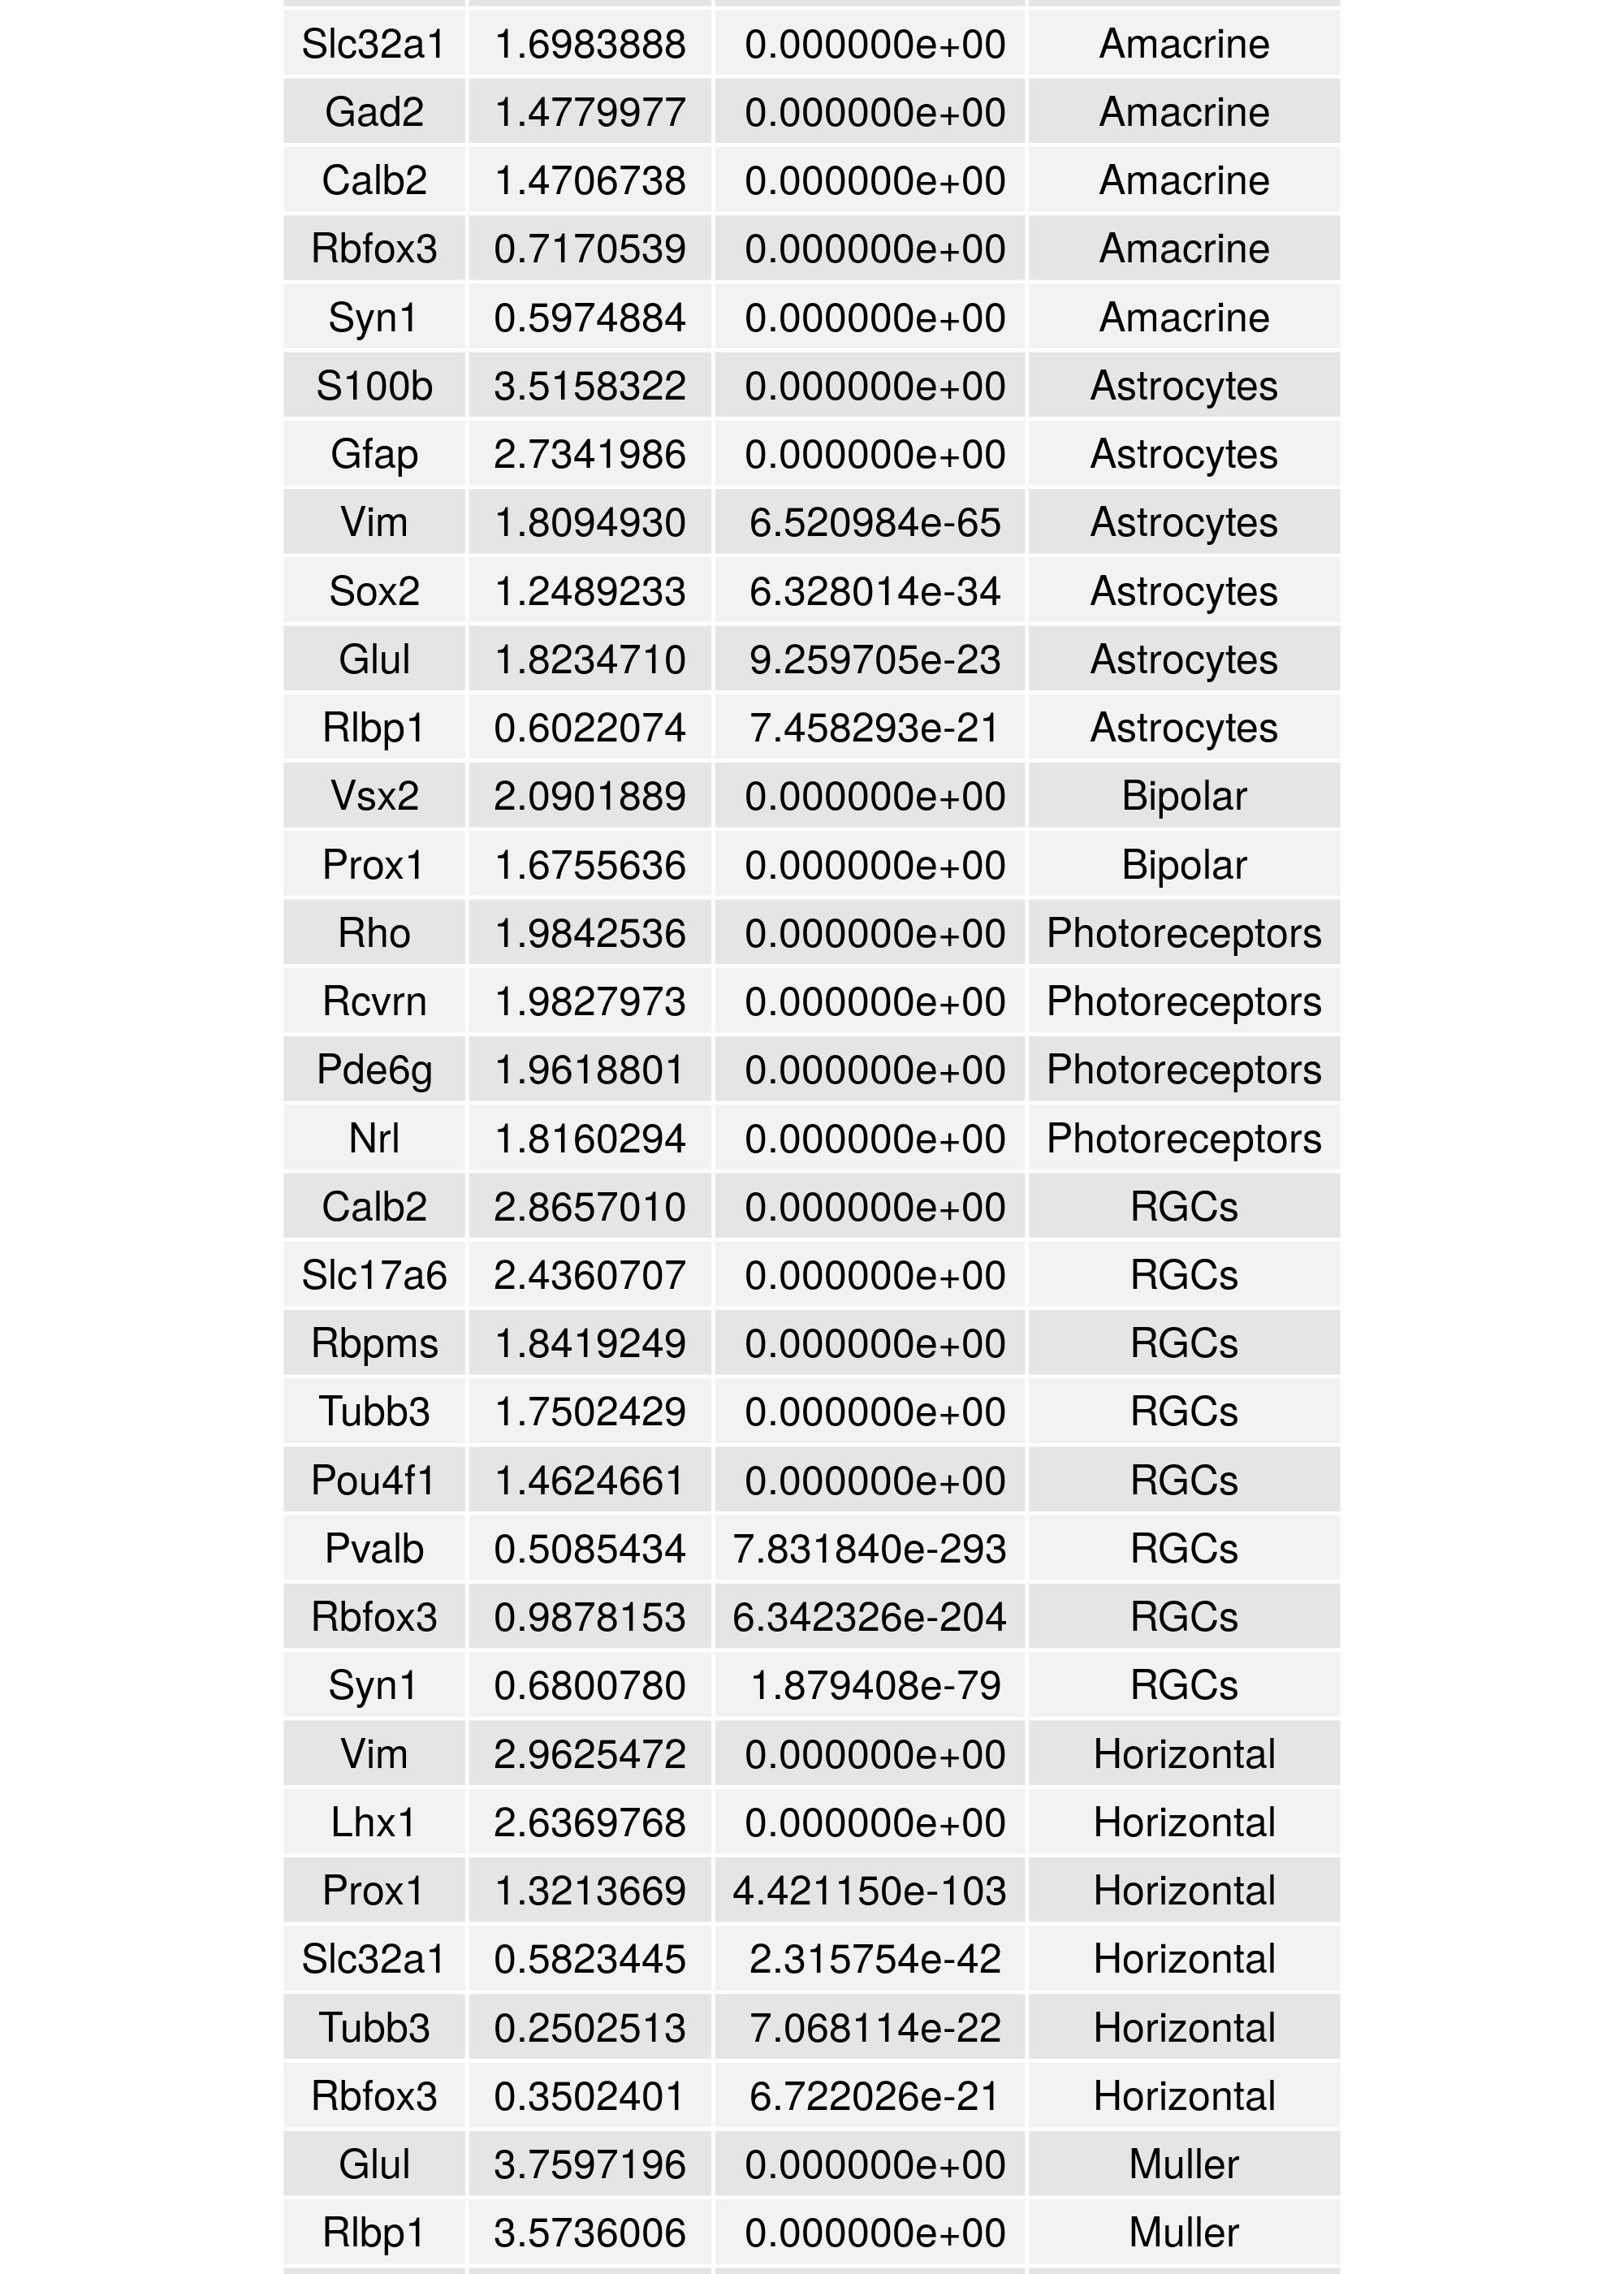 Slc32a1 1.6983888 0.000000e+00 Amacrine
Gad2 1.4779977 0.000000e+00 Amacrine
Calb2 1.4706738 0.000000e+00 Amacrine
Rbfox3 0.7170539 0.000000e+00 Amacrine
Syn1 0.5974884 0.000000e+00 Amacrine
S100b 3.5158322 0.000000e+00 Astrocytes
Gfap 2.7341986 0.000000e+00 Astrocytes
Vim 1.8094930 6.520984e-65 Astrocytes
Sox2 1.2489233 6.328014e-34 Astrocytes
Glul 1.8234710 9.259705e-23 Astrocytes
Rlbp1 0.6022074 7.458293e-21 Astrocytes
Vsx2 2.0901889 0.000000e+00 Bipolar
Prox1 1.6755636 0.000000e+00 Bipolar
Rho 1.9842536 0.000000e+00 Photoreceptors
Rcvrn 1.9827973 0.000000e+00 Photoreceptors
Pde6g 1.9618801 0.000000e+00 Photoreceptors
Nrl 1.8160294 0.000000e+00 Photoreceptors
Calb2 2.8657010 0.000000e+00 RGCs
Slc17a6 2.4360707 0.000000e+00 RGCs
Rbpms 1.8419249 0.000000e+00 RGCs
Tubb3 1.7502429 0.000000e+00 RGCs
Pou4f1 1.4624661 0.000000e+00 RGCs
Pvalb 0.5085434 7.831840e-293 RGCs
Rbfox3 0.9878153 6.342326e-204 RGCs
Syn1 0.6800780 1.879408e-79 RGCs
Vim 2.9625472 0.000000e+00 Horizontal
Lhx1 2.6369768 0.000000e+00 Horizontal
Prox1 1.3213669 4.421150e-103 Horizontal
Slc32a1 0.5823445 2.315754e-42 Horizontal
Tubb3 0.2502513 7.068114e-22 Horizontal
Rbfox3 0.3502401 6.722026e-21 Horizontal
Glul 3.7597196 0.000000e+00 Muller
Rlbp1 3.5736006 0.000000e+00 Muller